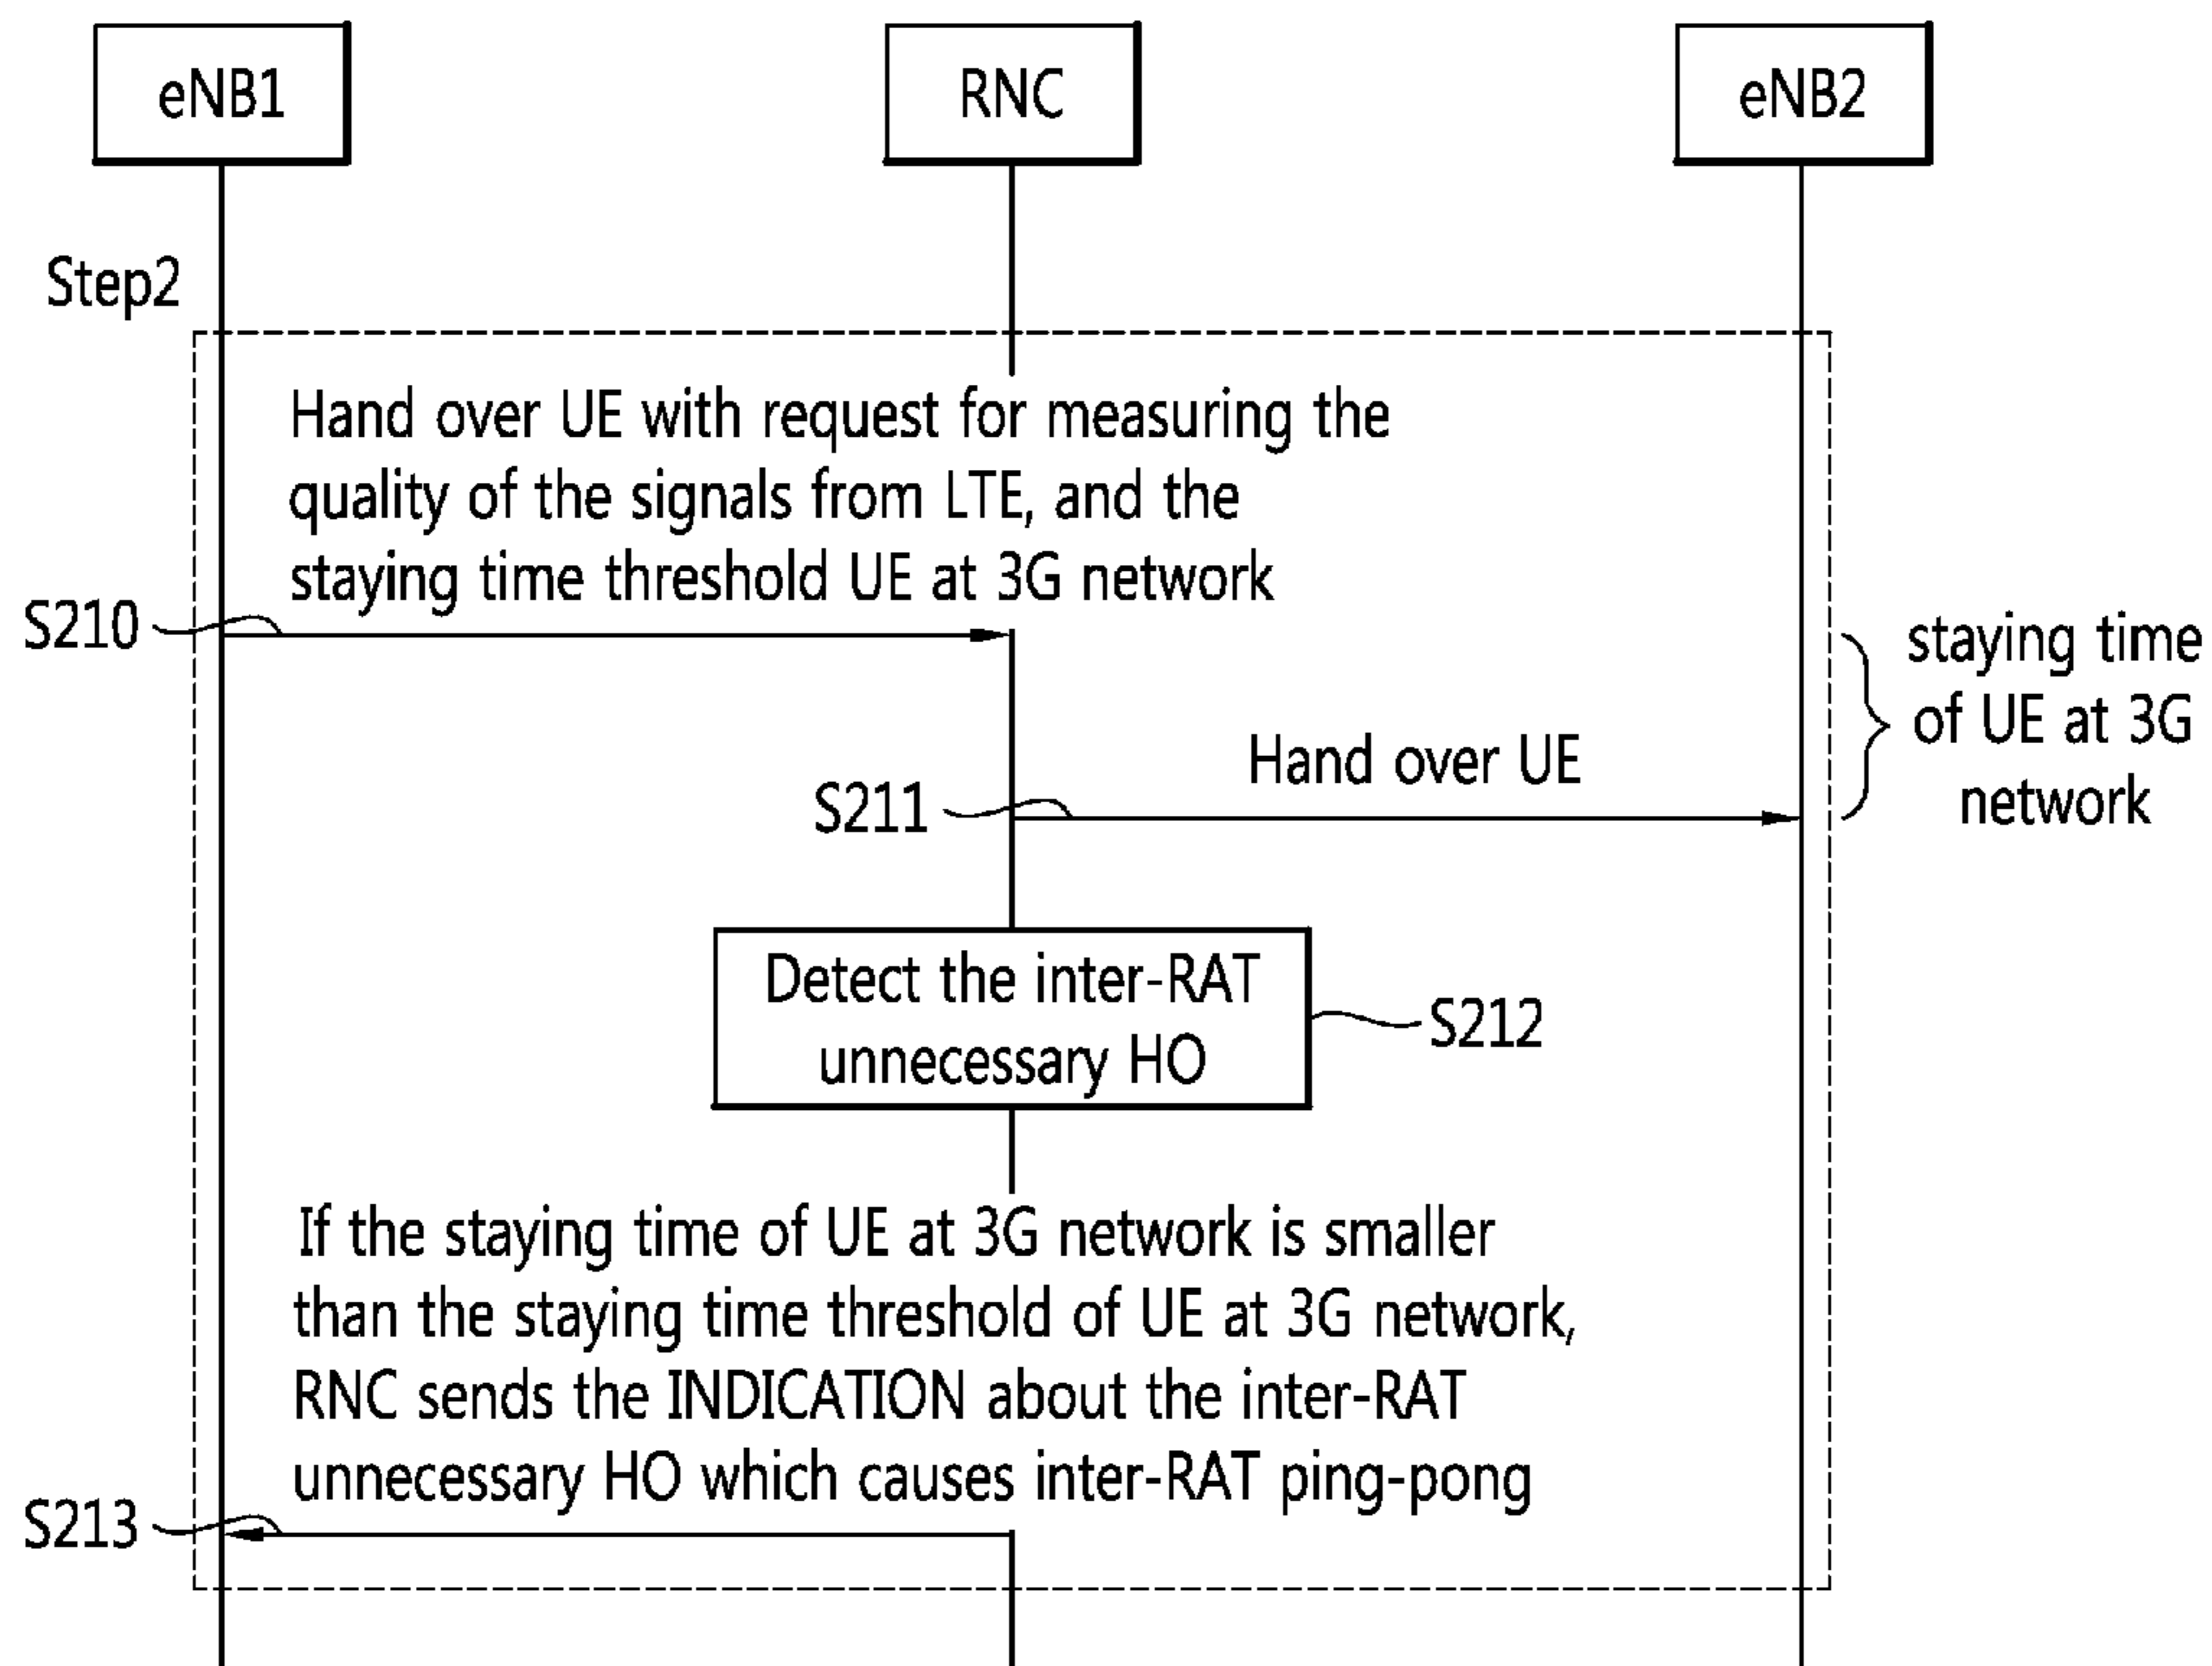 eNB1
RNC
eNB2
Step2
Hand over UE with request for measuring the
quality of the signals from LTE, and the
staying time threshold UE at 3G network
S210
staying time
of UE at 3G
network
Hand over UE
S211
Detect the inter-RAT
unnecessary HO
S212
If the staying time of UE at 3G network is smaller
than the staying time threshold of UE at 3G network,
RNC sends the INDICATION about the inter-RAT
unnecessary HO which causes inter-RAT ping-pong
S213